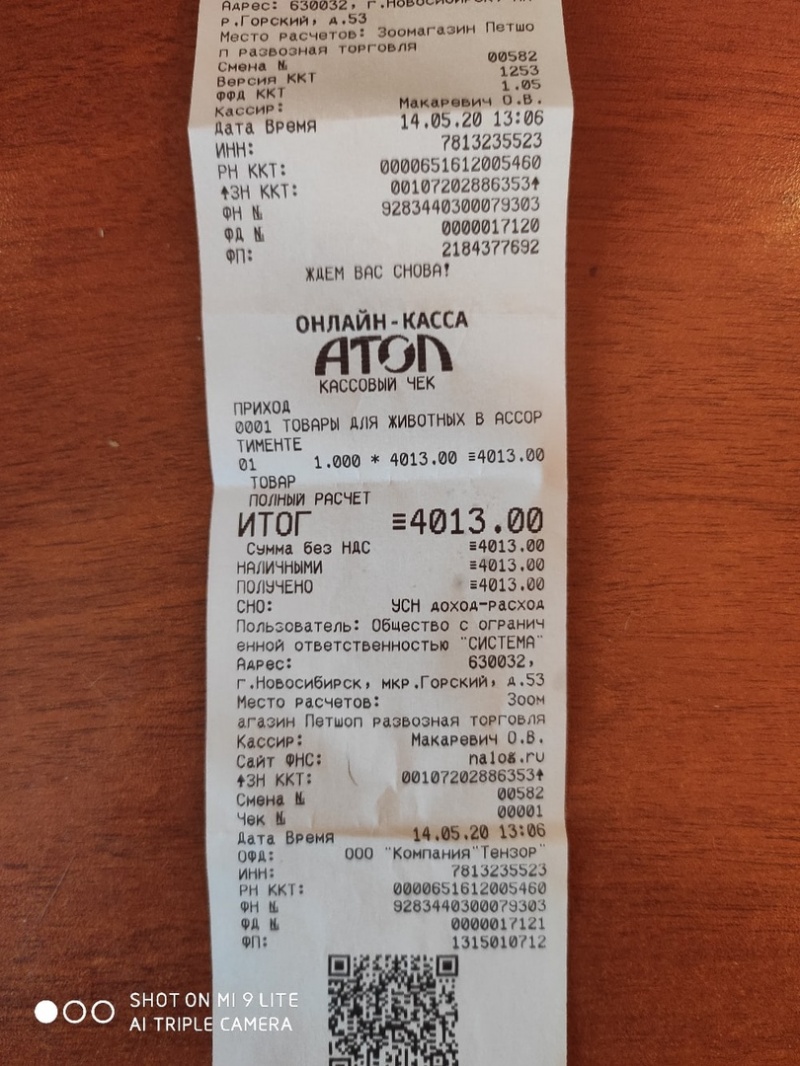 Адрес: 630032, г.Новосибирск, мк
р.Горский, д.53
Место расчетов: Зоомагазин Петшо
п развозная торговля
Смена № 00582
Версия ККТ 1253
ФФД ККТ 1.05
Кассир: Макаревич О.В.
Дата Время 14.05.20 13:06
ИНН: 7813235523
РН ККТ: 0000651612005460
↑ЗН ККТ: 00107202886353↑
ФН № 9283440300079303
ФД № 0000017120
ФП: 2184377692
ЖДЕМ ВАС СНОВА!
ОНЛАЙН-КАССА
АТОЛ
КАССОВЫЙ ЧЕК
ПРИХОД
0001 ТОВАРЫ ДЛЯ ЖИВОТНЫХ В АССОР
ТИМЕНТЕ
01 1.000 * 4013.00 ≡4013.00
ТОВАР
ПОЛНЫЙ РАСЧЕТ
ИТОГ ≡4013.00
Сумма без НДС ≡4013.00
НАЛИЧНЫМИ ≡4013.00
ПОЛУЧЕНО ≡4013.00
СНО: УСН доход-расход
Пользователь: Общество с огранич
енной ответственностью "СИСТЕМА"
Адрес: 630032,
г.Новосибирск, мкр.Горский, д.53
Место расчетов: Зоом
агазин Петшоп развозная торговля
Кассир: Макаревич О.В.
Сайт ФНС: nalog.ru
↑ЗН ККТ: 00107202886353↑
Смена № 00582
Чек № 00001
Дата Время 14.05.20 13:06
ОФД: ООО "Компания"Тензор"
ИНН: 7813235523
РН ККТ: 0000651612005460
ФН № 9283440300079303
ФД № 0000017121
ФП: 1315010712
SHOT ON MI 9 LITE
AI TRIPLE CAMERA